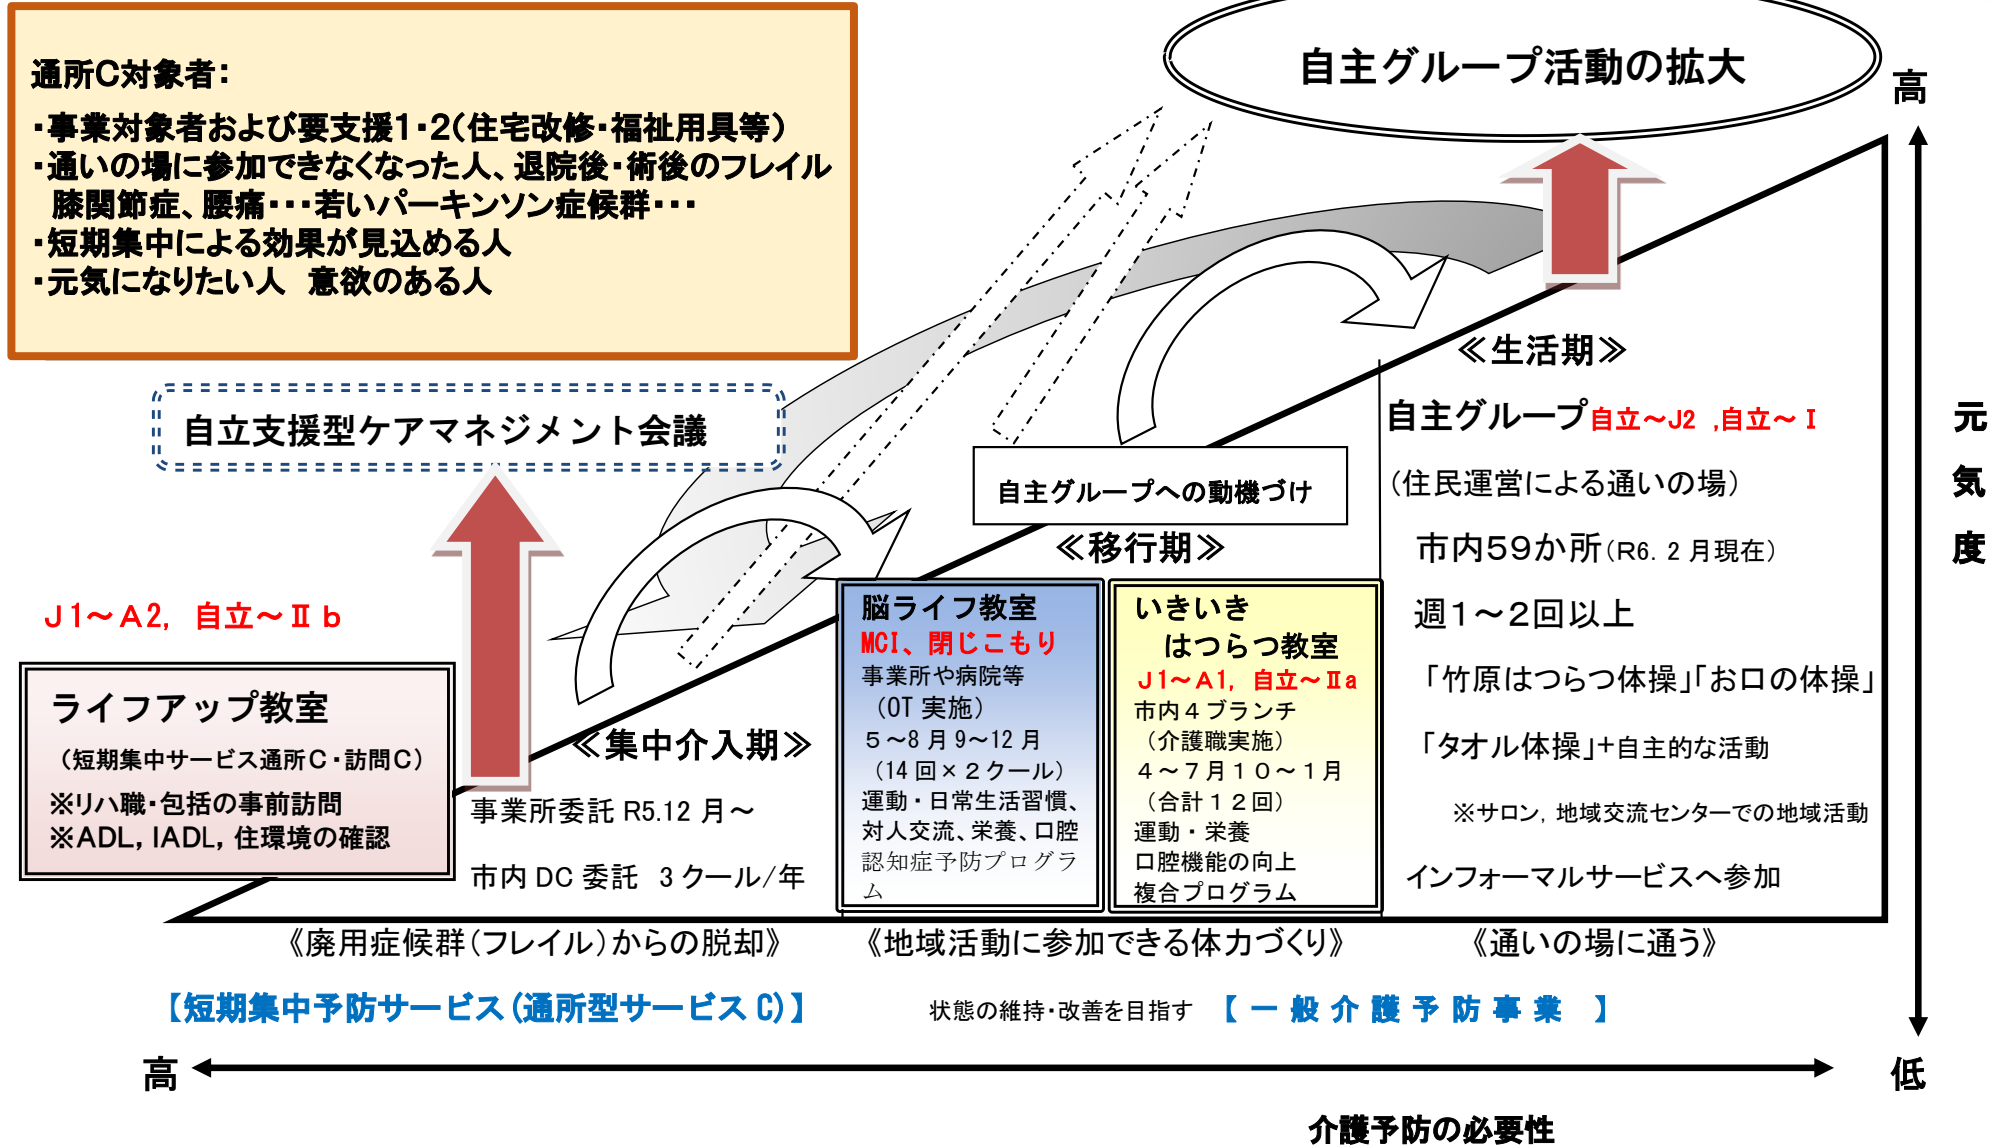 通所C対象者：
・事業対象者および要支援1・2（住宅改修・福祉用具等）
・通いの場に参加できなくなった人、退院後・術後のフレイル
膝関節症、腰痛・・・若いパーキンソン症候群・・・
・短期集中による効果が見込める人
・元気になりたい人　意欲のある人
自主グループ活動の拡大
高
元気度
低
自立支援型ケアマネジメント会議
J1～A2, 自立～Ⅱb
ライフアップ教室
（短期集中サービス通所C・訪問C）
※リハ職・包括の事前訪問
※ADL, IADL, 住環境の確認
≪集中介入期≫
事業所委託 R5.12 月～
市内 DC 委託　3 クール/年
自主グループへの動機づけ
≪移行期≫
脳ライフ教室
MCI、閉じこもり
事業所や病院等
（OT 実施）
５～8 月 9～12 月
（14 回×２クール）
運動・日常生活習慣、
対人交流、栄養、口腔
認知症予防プログラ
ム
いきいき
はつらつ教室
J1～A1, 自立～Ⅱa
市内４ブランチ
（介護職実施）
４～７月１０～１月
（合計１２回）
運動・栄養
口腔機能の向上
複合プログラム
≪生活期≫
自主グループ自立～J2 ,自立～Ⅰ
（住民運営による通いの場）
市内59か所（R6. 2 月現在）
週1～2回以上
「竹原はつらつ体操」「お口の体操」
「タオル体操」+自主的な活動
※サロン, 地域交流センターでの地域活動
インフォーマルサービスへ参加
《廃用症候群（フレイル）からの脱却》
《地域活動に参加できる体力づくり》
《通いの場に通う》
【短期集中予防サービス（通所型サービス C）】
状態の維持・改善を目指す　【 一 般 介 護 予 防 事 業 】
高
介護予防の必要性